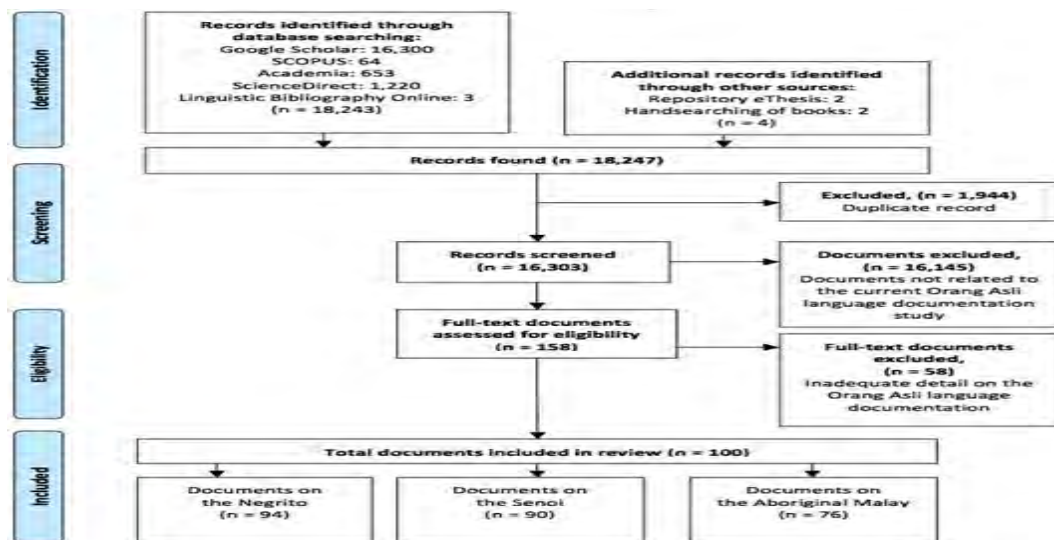 Identification
Records identified through
database searching:
Google Scholar: 16,300
SCOPUS: 64
Academia: 653
ScienceDirect: 1,220
Linguistic Bibliography Online: 3
(n = 18,243)
Additional records identified
through other sources:
Repository eThesis: 2
Handsearching of books: 2
(n = 4)
Records found (n = 18,247)
Screening
Excluded, (n = 1,944)
Duplicate record
Records screened
(n = 16,303)
Documents excluded,
(n = 16,145)
Documents not related to
the current Orang Asli
language documentation
study
Eligibility
Full-text documents
assessed for eligibility
(n = 158)
Full-text documents
excluded,
(n = 58)
Inadequate detail on the
Orang Asli language
documentation
Included
Total documents included in review (n = 100)
Documents on
the Negrito
(n = 94)
Documents on
the Senoi
(n = 90)
Documents on
the Aboriginal Malay
(n = 76)